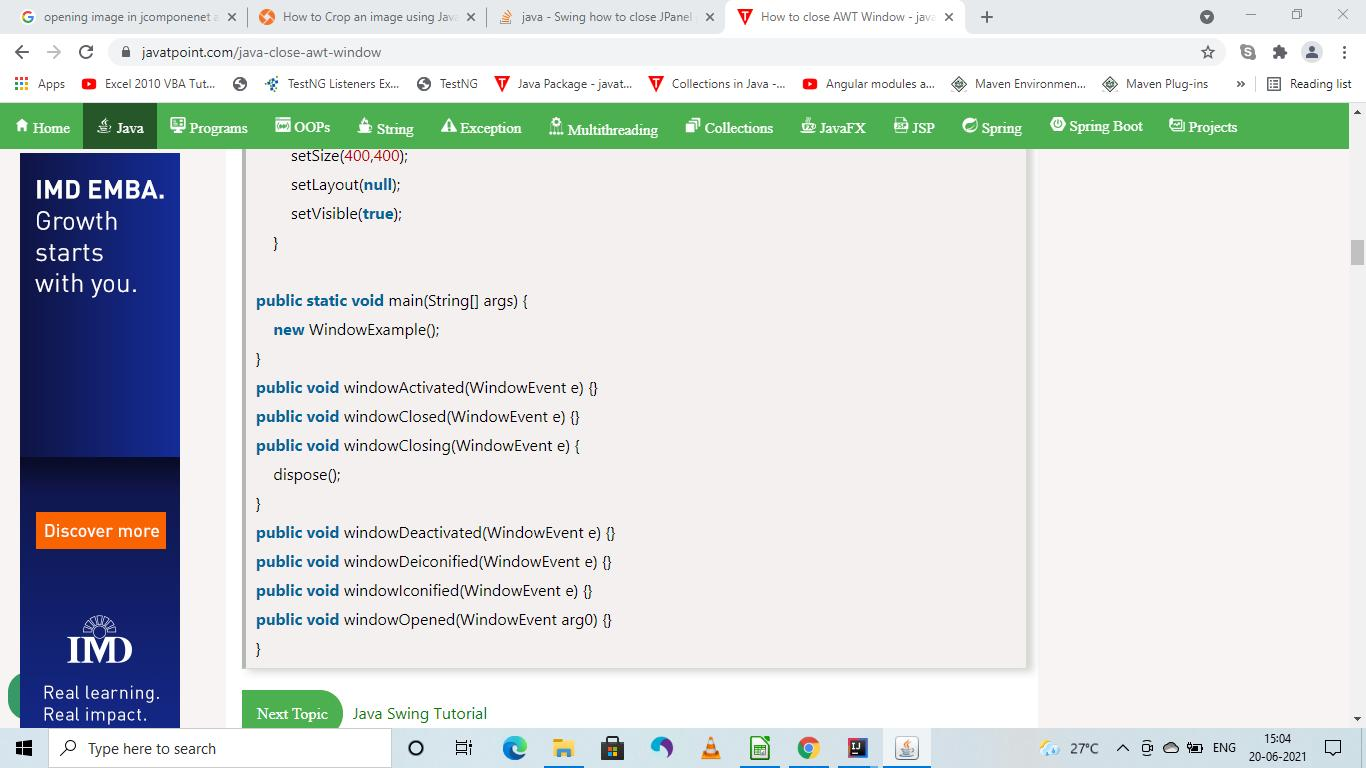 opening image in jcomponenet a
How to Crop an image using Java
java - Swing how to close JPanel p
How to close AWT Window - java
javatpoint.com/java-close-awt-window
Apps
Excel 2010 VBA Tut...
TestNG Listeners Ex...
TestNG
Java Package - javat...
Collections in Java -...
Angular modules a...
Maven Environmen...
Maven Plug-ins
»
Reading list
Home
Java
Programs
OOPs
String
Exception
Multithreading
Collections
JavaFX
JSP
Spring
Spring Boot
Projects
IMD EMBA.
Growth
starts
with you.
Discover more
IMD
Real learning.
Real impact.
setSize(400,400);
setLayout(null);
setVisible(true);
}
public static void main(String[] args) {
new WindowExample();
}
public void windowActivated(WindowEvent e) {}
public void windowClosed(WindowEvent e) {}
public void windowClosing(WindowEvent e) {
dispose();
}
public void windowDeactivated(WindowEvent e) {}
public void windowDeiconified(WindowEvent e) {}
public void windowIconified(WindowEvent e) {}
public void windowOpened(WindowEvent arg0) {}
}
Next Topic
Java Swing Tutorial
Type here to search
27°C
ENG
15:04
20-06-2021